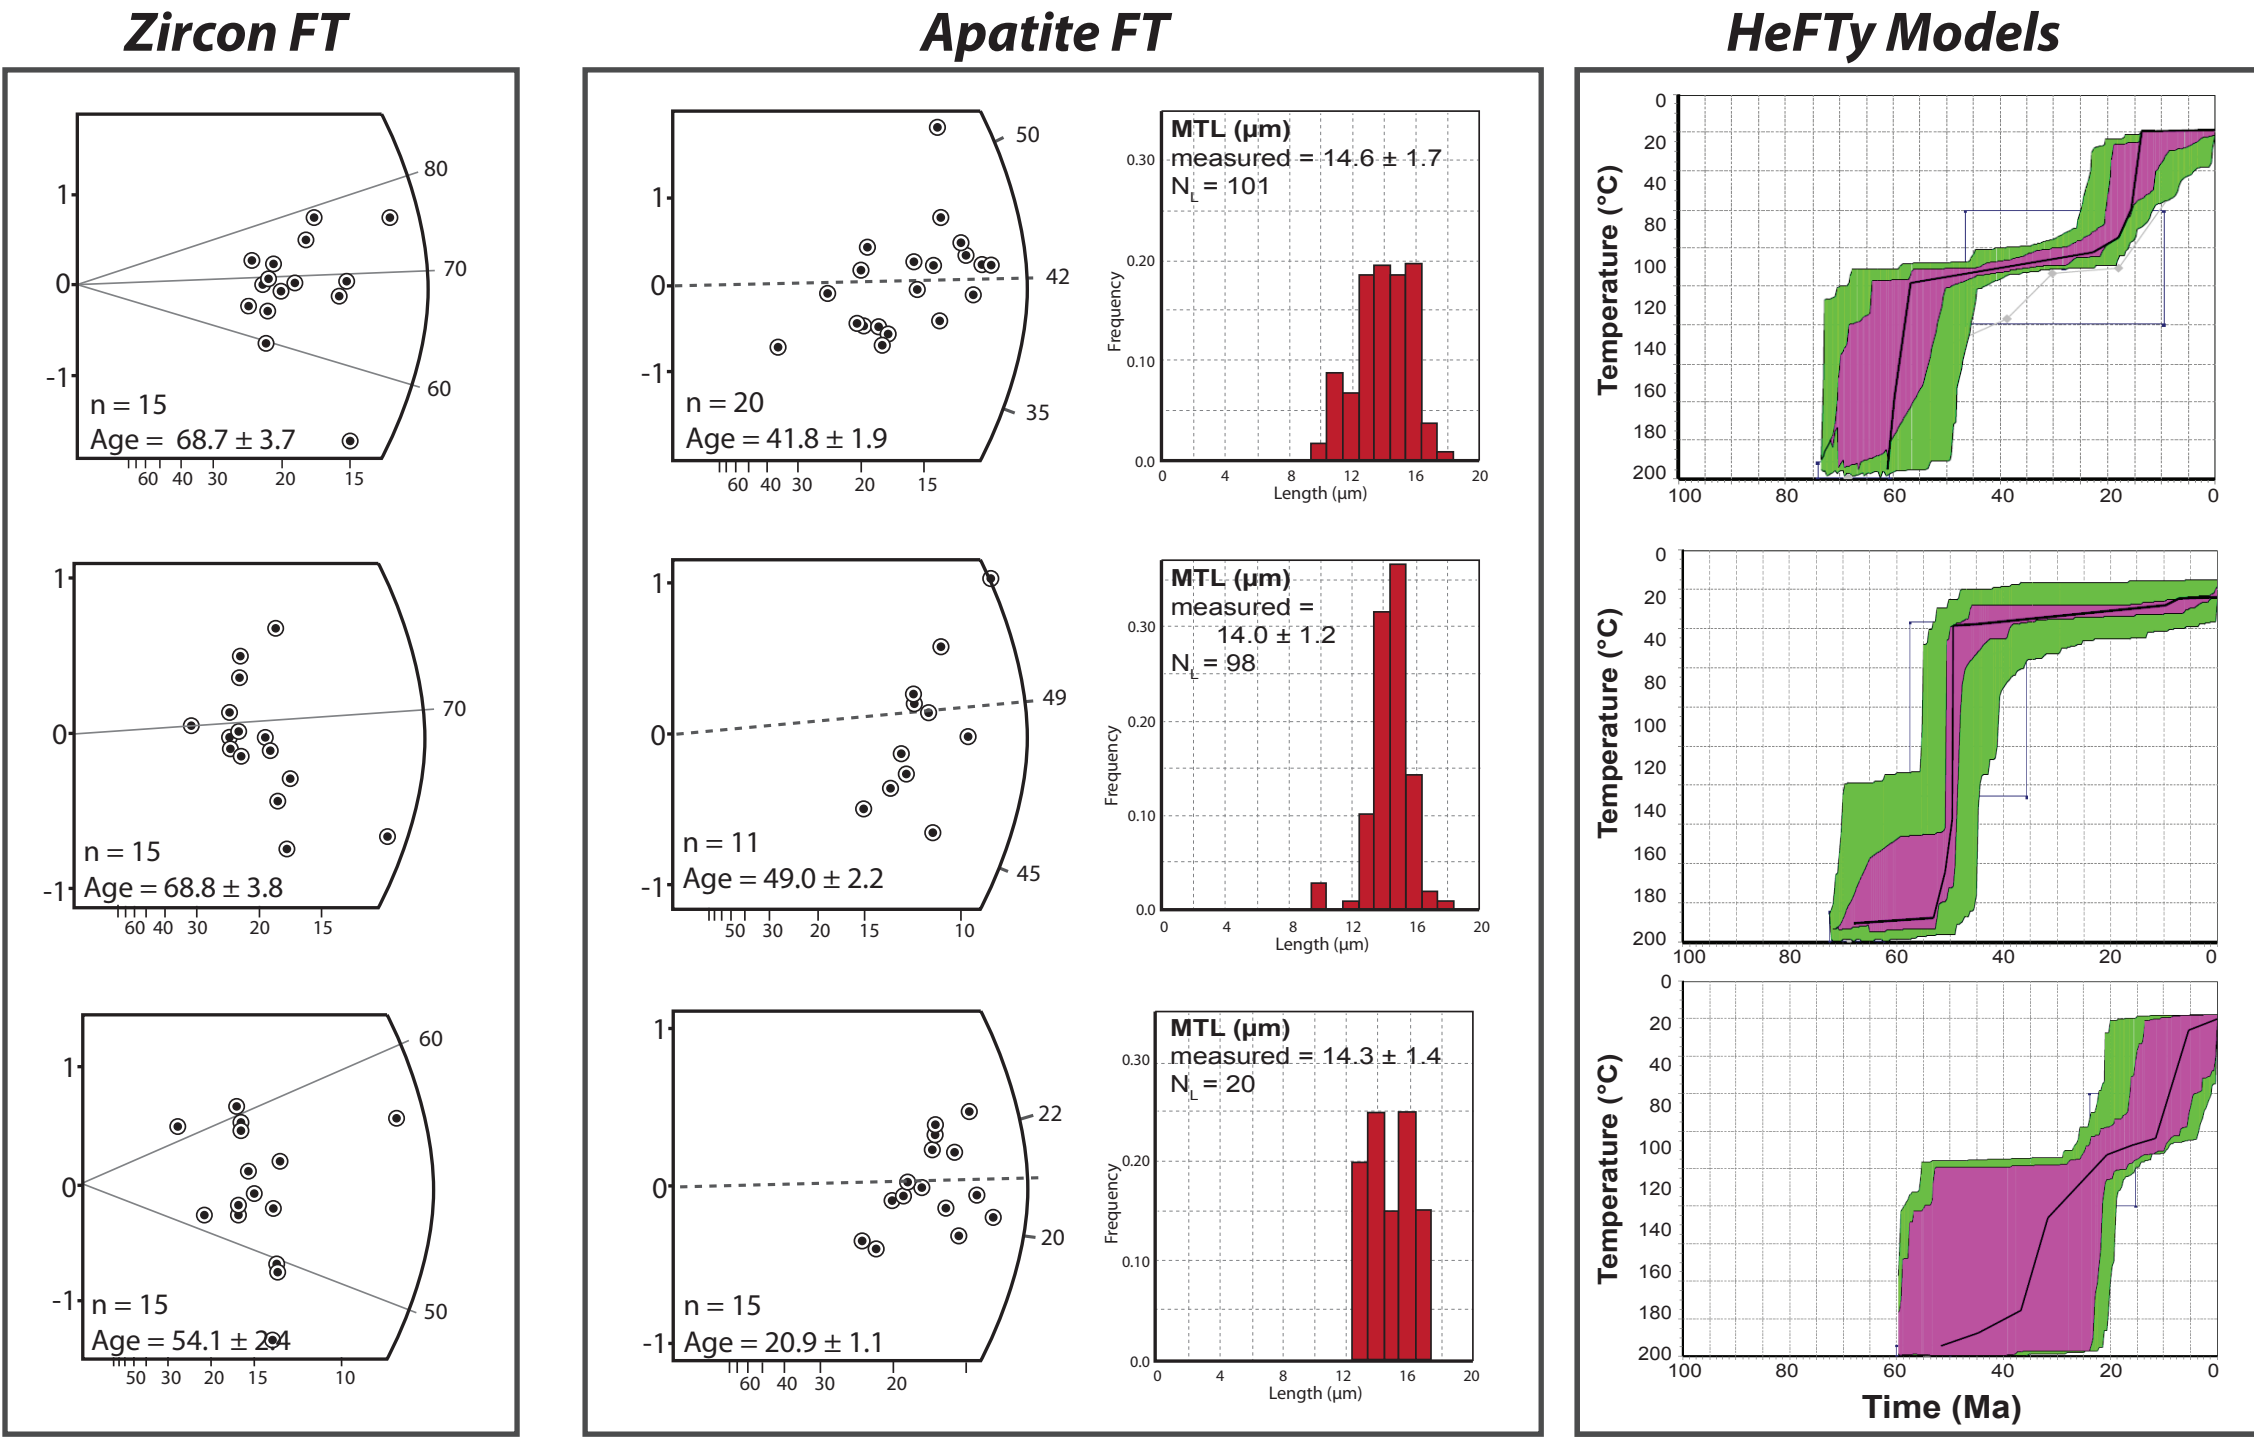 Zircon FT
Apatite FT
HeFTy Models
80
70
60
1
0
-1
n = 15
Age = 68.7 ± 3.7
60 40 30 20 15
50
42
35
1
0
-1
n = 20
Age = 41.8 ± 1.9
60 40 30 20 15
MTL (µm)
measured = 14.6 ± 1.7
NL = 101
0.30
0.20
0.10
0.0
Frequency
0 4 8 12 16 20
Length (µm)
0
20
40
60
80
100
120
140
160
180
200
Temperature (°C)
100 80 60 40 20 0
1
0
-1
70
n = 15
Age = 68.8 ± 3.8
60 40 30 20 15
1
0
-1
49
45
n = 11
Age = 49.0 ± 2.2
50 30 20 15 10
MTL (µm)
measured =
14.0 ± 1.2
NL = 98
0.30
0.20
0.10
0.0
Frequency
0 4 8 12 16 20
Length (µm)
0
20
40
60
80
100
120
140
160
180
200
Temperature (°C)
100 80 60 40 20 0
60
50
1
0
-1
n = 15
Age = 54.1 ± 2.4
50 30 20 15 10
1
0
-1
22
20
n = 15
Age = 20.9 ± 1.1
60 40 30 20
MTL (µm)
measured = 14.3 ± 1.4
NL = 20
0.30
0.20
0.10
0.0
Frequency
0 4 8 12 16 20
Length (µm)
0
20
40
60
80
100
120
140
160
180
200
Temperature (°C)
100 80 60 40 20 0
Time (Ma)